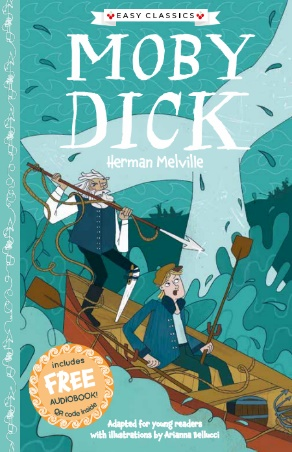 EASY CLASSICS
MOBY
DICK
Herman Melville
includes
FREE
AUDIOBOOK!
QR code inside
Adapted for young readers
with illustrations by Arianna Bellucci